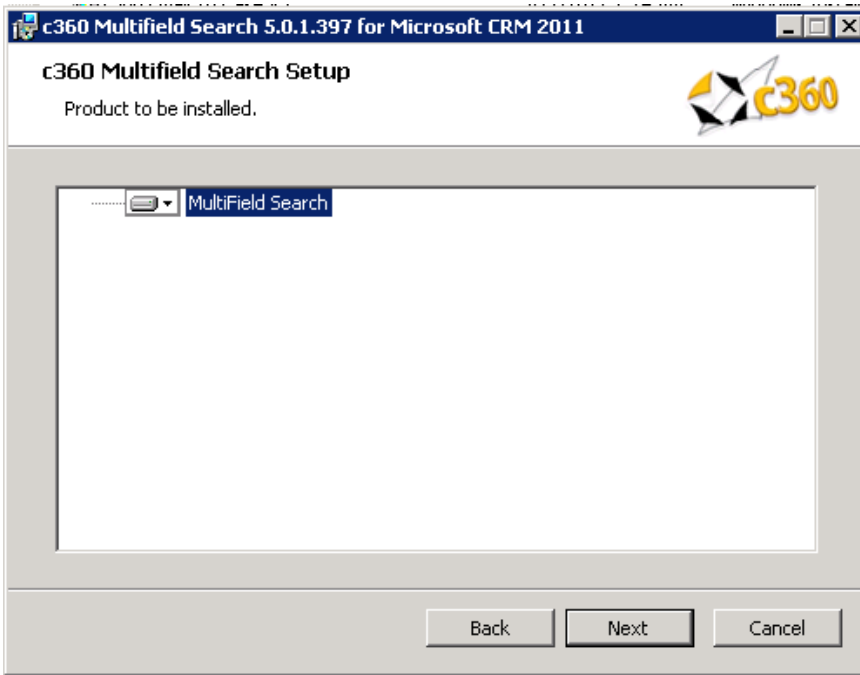 c360 Multifield Search 5.0.1.397 for Microsoft CRM 2011
c360 Multifield Search Setup
Product to be installed.
c360
MultiField Search
Back Next Cancel